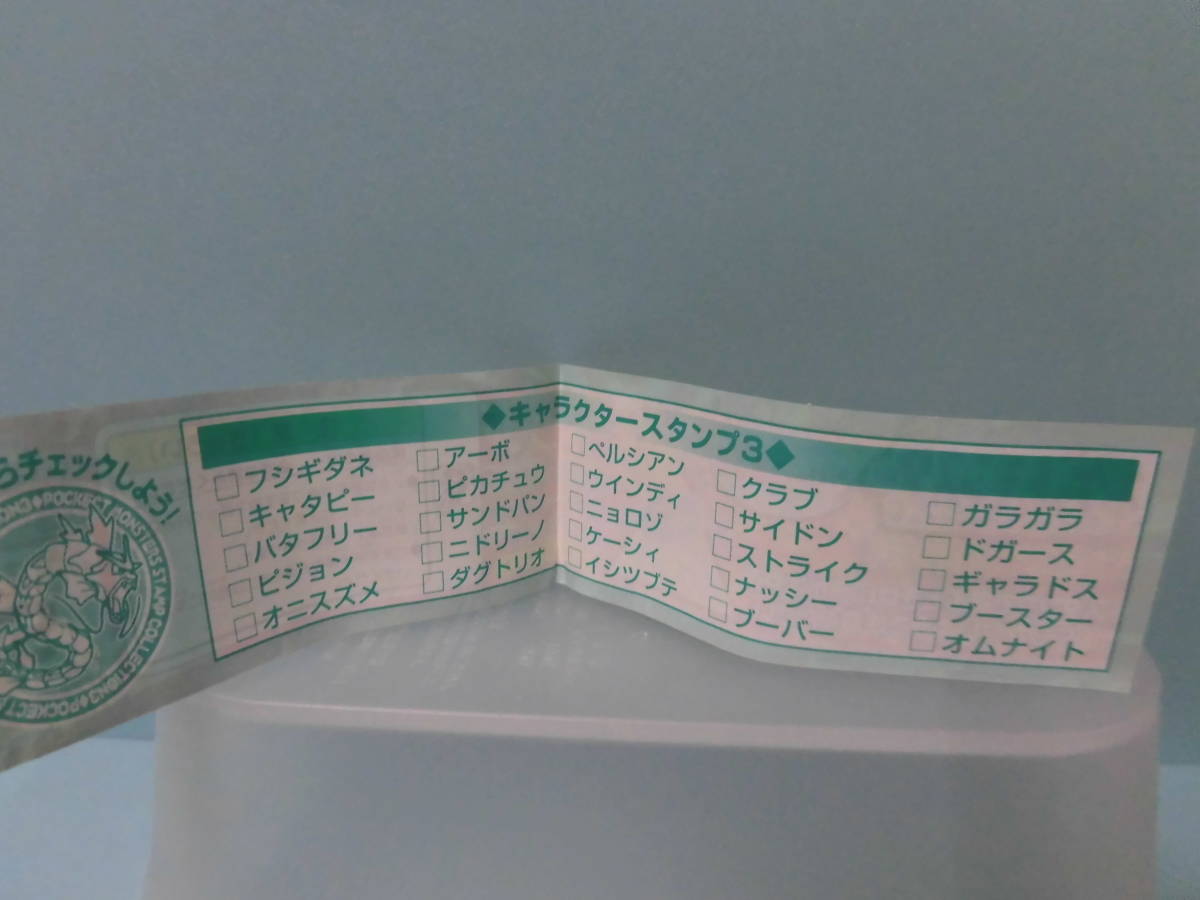 らチェックしよう!
POCKECT MONSTERS STAMP COLLECTION3
◆キャラクタースタンプ3◆
□フシギダネ
□キャタピー
□バタフリー
□ピジョン
□オニスズメ
□アーボ
□ピカチュウ
□サンドパン
□ニドリーノ
□ダグトリオ
□ペルシアン
□ウインディ
□ニョロゾ
□ケーシィ
□イシツブテ
□クラブ
□サイドン
□ストライク
□ナッシー
□ブーバー
□ガラガラ
□ドガース
□ギャラドス
□ブースター
□オムナイト